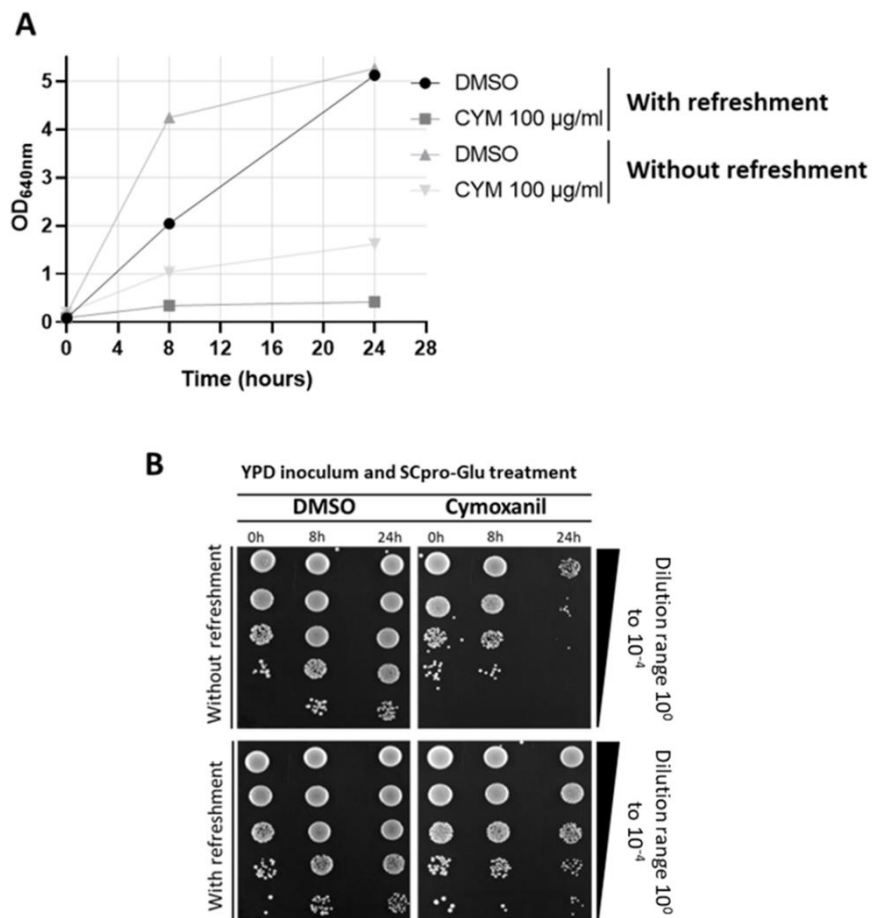 A
OD640nm
5
4
3
2
1
0
0 4 8 12 16 20 24 28
Time (hours)
DMSO
CYM 100 µg/ml
With refreshment
DMSO
CYM 100 µg/ml
Without refreshment
B
YPD inoculum and SCpro-Glu treatment
DMSO Cymoxanil
0h 8h 24h 0h 8h 24h
Without refreshment
Dilution range 10⁰
to 10⁻⁴
With refreshment
Dilution range 10⁰
to 10⁻⁴